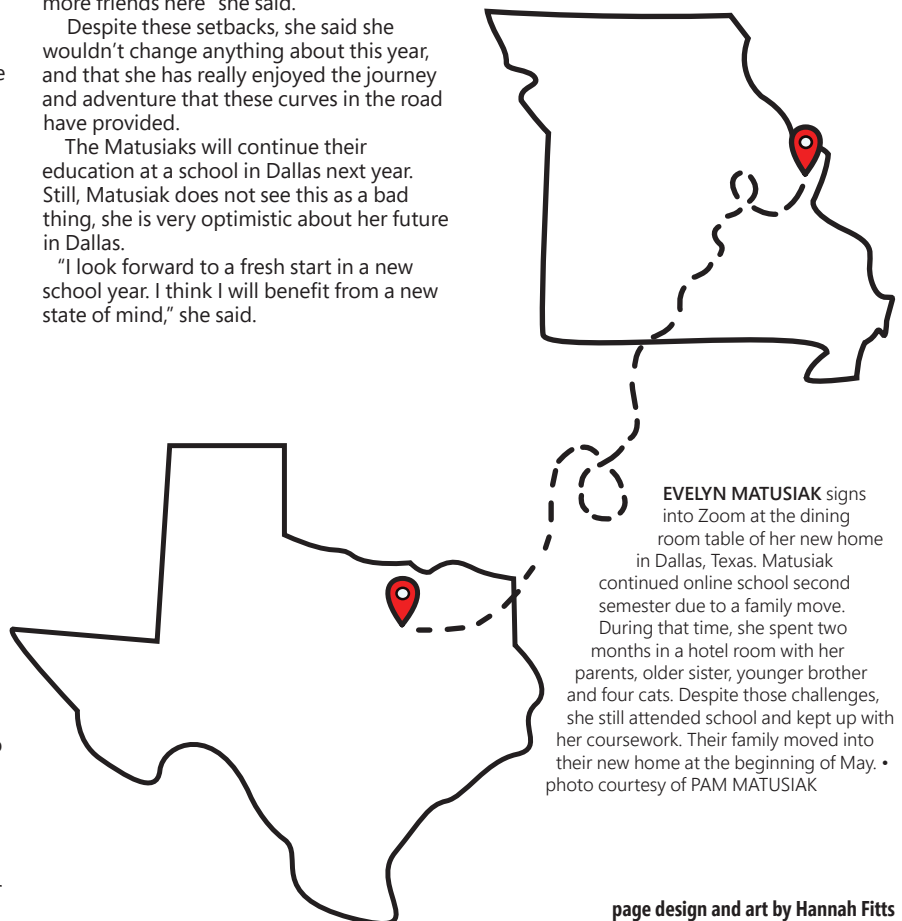 more friends here" she said.
Despite these setbacks, she said she
wouldn't change anything about this year,
and that she has really enjoyed the journey
and adventure that these curves in the road
have provided.
The Matusiaks will continue their
education at a school in Dallas next year.
Still, Matusiak does not see this as a bad
thing, she is very optimistic about her future
in Dallas.
“I look forward to a fresh start in a new
school year. I think I will benefit from a new
state of mind,” she said.
EVELYN MATUSIAK signs
into Zoom at the dining
room table of her new home
in Dallas, Texas. Matusiak
continued online school second
semester due to a family move.
During that time, she spent two
months in a hotel room with her
parents, older sister, younger brother
and four cats. Despite those challenges,
she still attended school and kept up with
her coursework. Their family moved into
their new home at the beginning of May. •
photo courtesy of PAM MATUSIAK
page design and art by Hannah Fitts